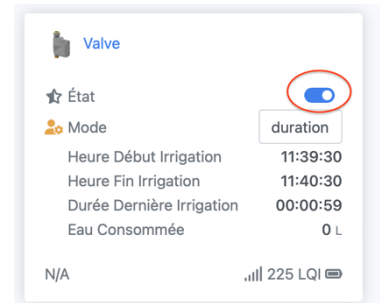 Valve
État
Mode duration
Heure Début Irrigation 11:39:30
Heure Fin Irrigation 11:40:30
Durée Dernière Irrigation 00:00:59
Eau Consommée 0 L
N/A 225 LQI